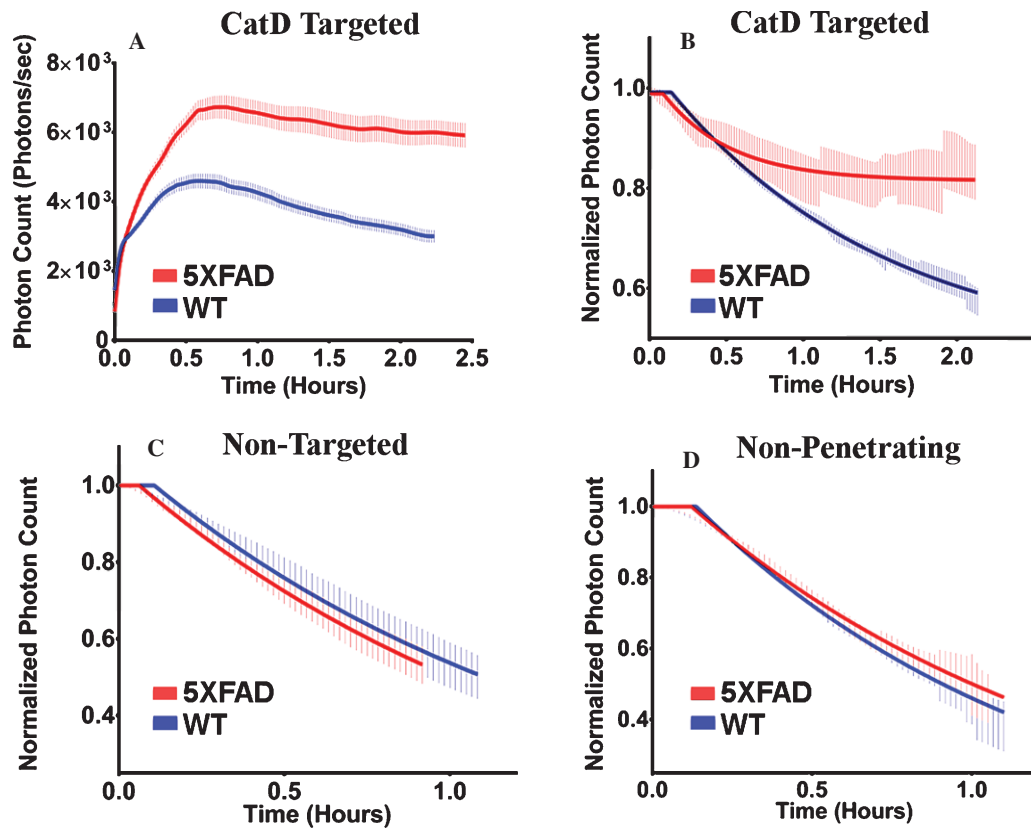 A
CatD Targeted
Photon Count (Photons/sec)
8×10³
6×10³
4×10³
2×10³
0
5XFAD
WT
0.0 0.5 1.0 1.5 2.0 2.5
Time (Hours)
B
CatD Targeted
Normalized Photon Count
1.0
0.8
0.6
5XFAD
WT
0.0 0.5 1.0 1.5 2.0
Time (Hours)
C
Non-Targeted
Normalized Photon Count
1.0
0.8
0.6
0.4
5XFAD
WT
0.0 0.5 1.0
Time (Hours)
D
Non-Penetrating
Normalized Photon Count
1.0
0.8
0.6
0.4
5XFAD
WT
0.0 0.5 1.0
Time (Hours)